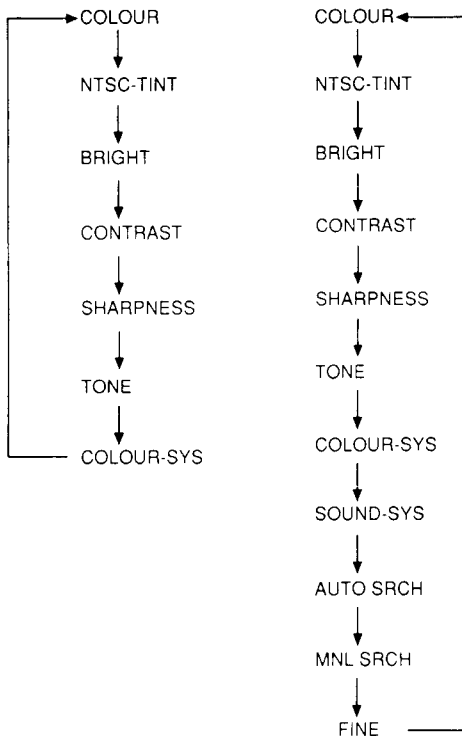 COLOUR
NTSC-TINT
BRIGHT
CONTRAST
SHARPNESS
TONE
COLOUR-SYS
COLOUR
NTSC-TINT
BRIGHT
CONTRAST
SHARPNESS
TONE
COLOUR-SYS
SOUND-SYS
AUTO SRCH
MNL SRCH
FINE